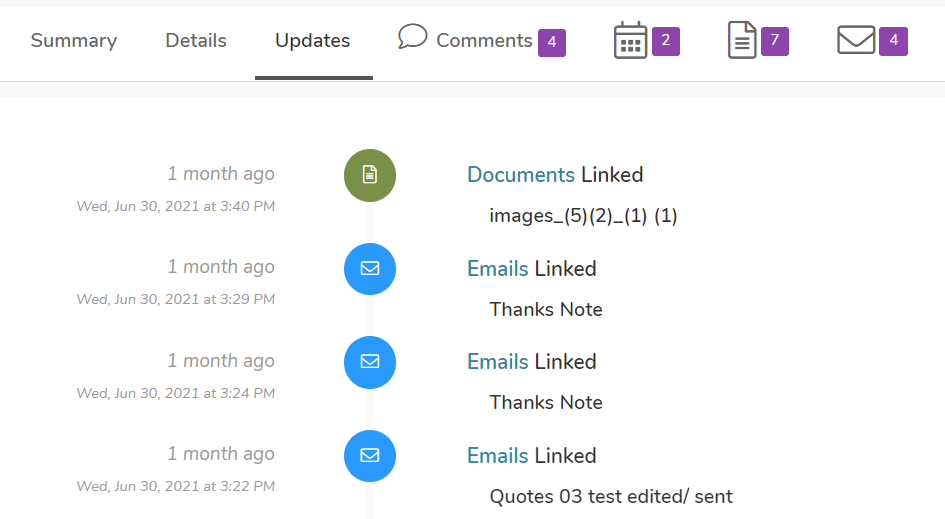 Summary Details Updates Comments 4 2 7 4
1 month ago Documents Linked
Wed, Jun 30, 2021 at 3:40 PM images_(5)(2)_(1) (1)
1 month ago Emails Linked
Wed, Jun 30, 2021 at 3:29 PM Thanks Note
1 month ago Emails Linked
Wed, Jun 30, 2021 at 3:24 PM Thanks Note
1 month ago Emails Linked
Wed, Jun 30, 2021 at 3:22 PM Quotes 03 test edited/ sent